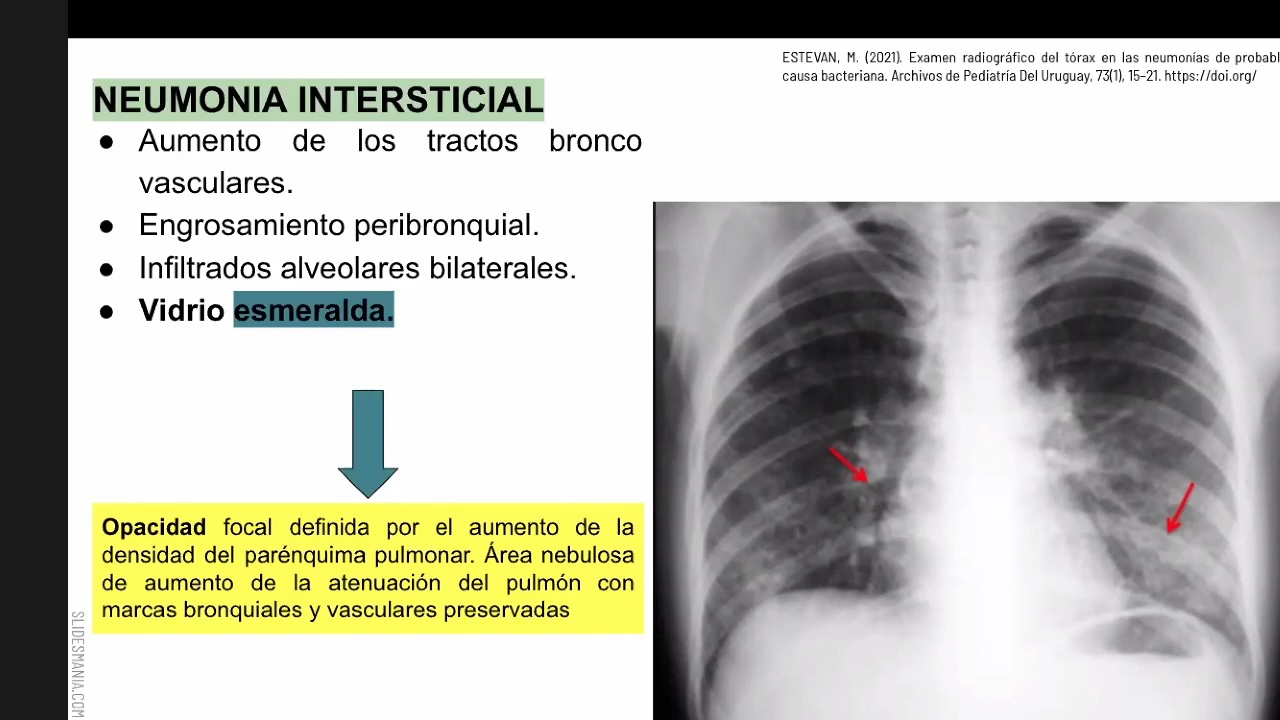 ESTEVAN, M. (2021). Examen radiográfico del tórax en las neumonías de probabl
causa bacteriana. Archivos de Pediatría Del Uruguay, 73(1), 15–21. https://doi.org/
NEUMONIA INTERSTICIAL
● Aumento de los tractos bronco
vasculares.
● Engrosamiento peribronquial.
● Infiltrados alveolares bilaterales.
● Vidrio esmeralda.
Opacidad focal definida por el aumento de la
densidad del parénquima pulmonar. Área nebulosa
de aumento de la atenuación del pulmón con
marcas bronquiales y vasculares preservadas
SLIDESMANIA.COM